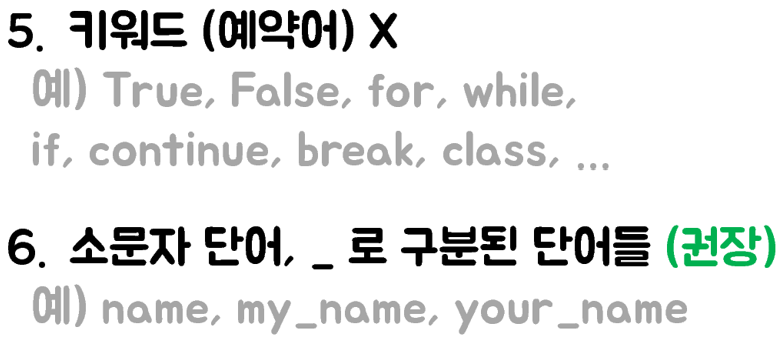 5. 키워드 (예약어) X
예) True, False, for, while,
if, continue, break, class, ...
6. 소문자 단어, _ 로 구분된 단어들 (권장)
예) name, my_name, your_name